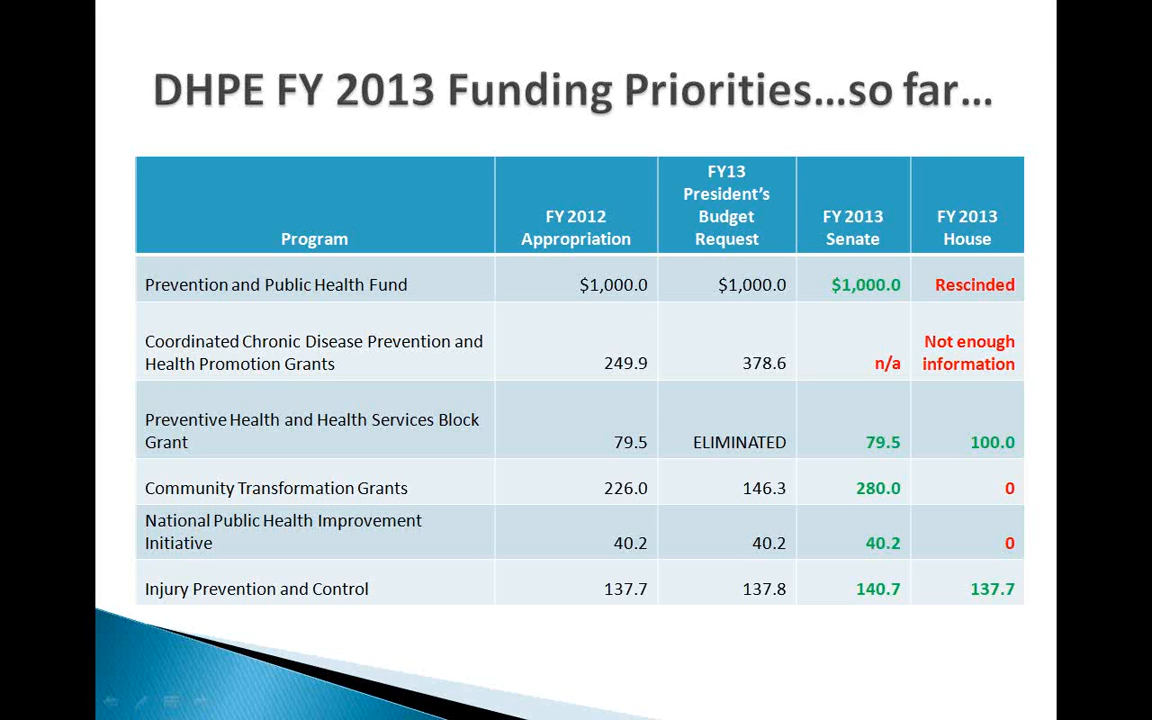 DHPE FY 2013 Funding Priorities...so far...
Program
FY 2012
Appropriation
FY13
President's
Budget
Request
FY 2013
Senate
FY 2013
House
Prevention and Public Health Fund $1,000.0 $1,000.0 $1,000.0 Rescinded
Coordinated Chronic Disease Prevention and
Health Promotion Grants 249.9 378.6 n/a Not enough
information
Preventive Health and Health Services Block
Grant 79.5 ELIMINATED 79.5 100.0
Community Transformation Grants 226.0 146.3 280.0 0
National Public Health Improvement
Initiative 40.2 40.2 40.2 0
Injury Prevention and Control 137.7 137.8 140.7 137.7